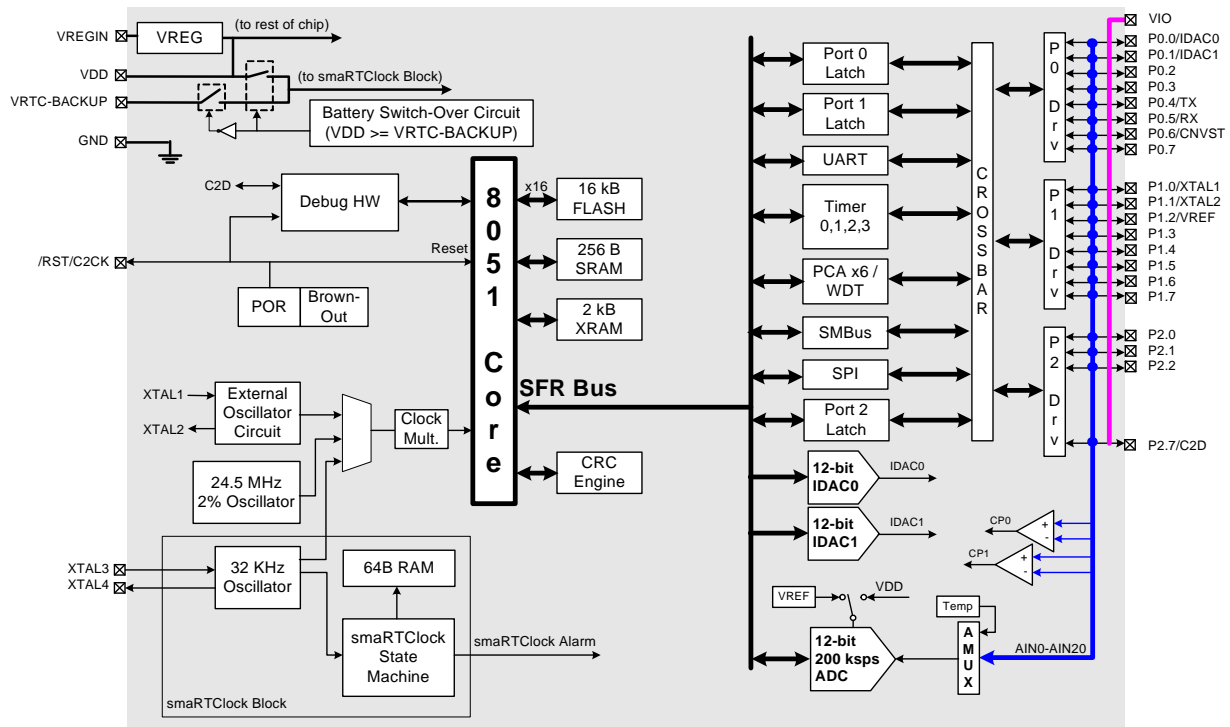 VREGIN
VREG
(to rest of chip)
VDD
(to smaRTClock Block)
VRTC-BACKUP
Battery Switch-Over Circuit
(VDD >= VRTC-BACKUP)
GND
C2D
Debug HW
Reset
/RST/C2CK
POR
Brown-
Out
8
0
5
1
C
o
r
e
x16
16 kB
FLASH
256 B
SRAM
2 kB
XRAM
SFR Bus
CRC
Engine
XTAL1
XTAL2
External
Oscillator
Circuit
Clock
Mult.
24.5 MHz
2% Oscillator
XTAL3
XTAL4
32 KHz
Oscillator
64B RAM
smaRTClock
State
Machine
smaRTClock Alarm
smaRTClock Block
Port 0
Latch
Port 1
Latch
UART
Timer
0,1,2,3
PCA x6 /
WDT
SMBus
SPI
Port 2
Latch
C
R
O
S
S
B
A
R
P
0
D
r
v
P
1
D
r
v
P
2
D
r
v
VIO
P0.0/IDAC0
P0.1/IDAC1
P0.2
P0.3
P0.4/TX
P0.5/RX
P0.6/CNVST
P0.7
P1.0/XTAL1
P1.1/XTAL2
P1.2/VREF
P1.3
P1.4
P1.5
P1.6
P1.7
P2.0
P2.1
P2.2
P2.7/C2D
12-bit
IDAC0
IDAC0
12-bit
IDAC1
IDAC1
CP0
+
-
CP1
+
-
VREF
VDD
Temp
12-bit
200 ksps
ADC
A
M
U
X
AIN0-AIN20